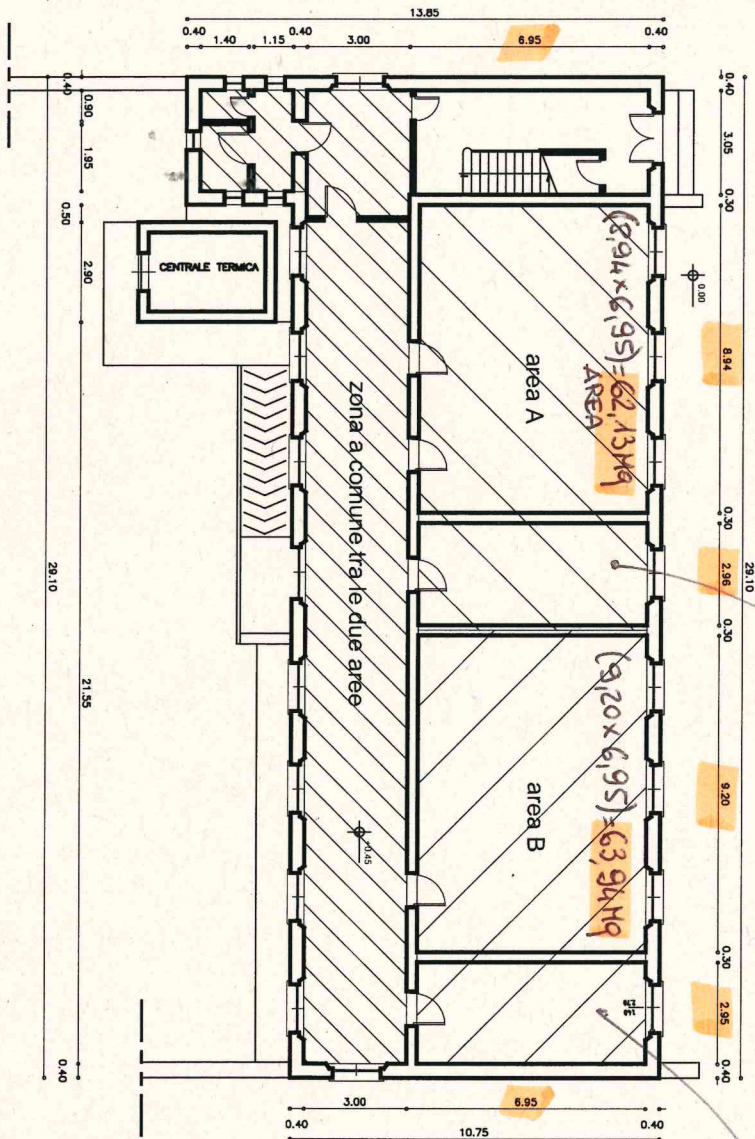 13.85
0.40 1.40 1.15 0.40 3.00 6.95 0.40
0.40 0.90 1.95 0.50 2.90 21.55 0.40
29.10
0.40 3.05 0.30 8.94 0.30 2.96 0.30 9.20 0.30 2.95 0.40
29.10
CENTRALE TERMICA
0.00
(8,94 x 6,95) = 62,13 MQ
AREA
area A
zona a comune tra le due aree
+0.45
(9,20 x 6,95) = 63,94 MQ
area B
2.70
0.40 3.00 6.95 0.40
10.75